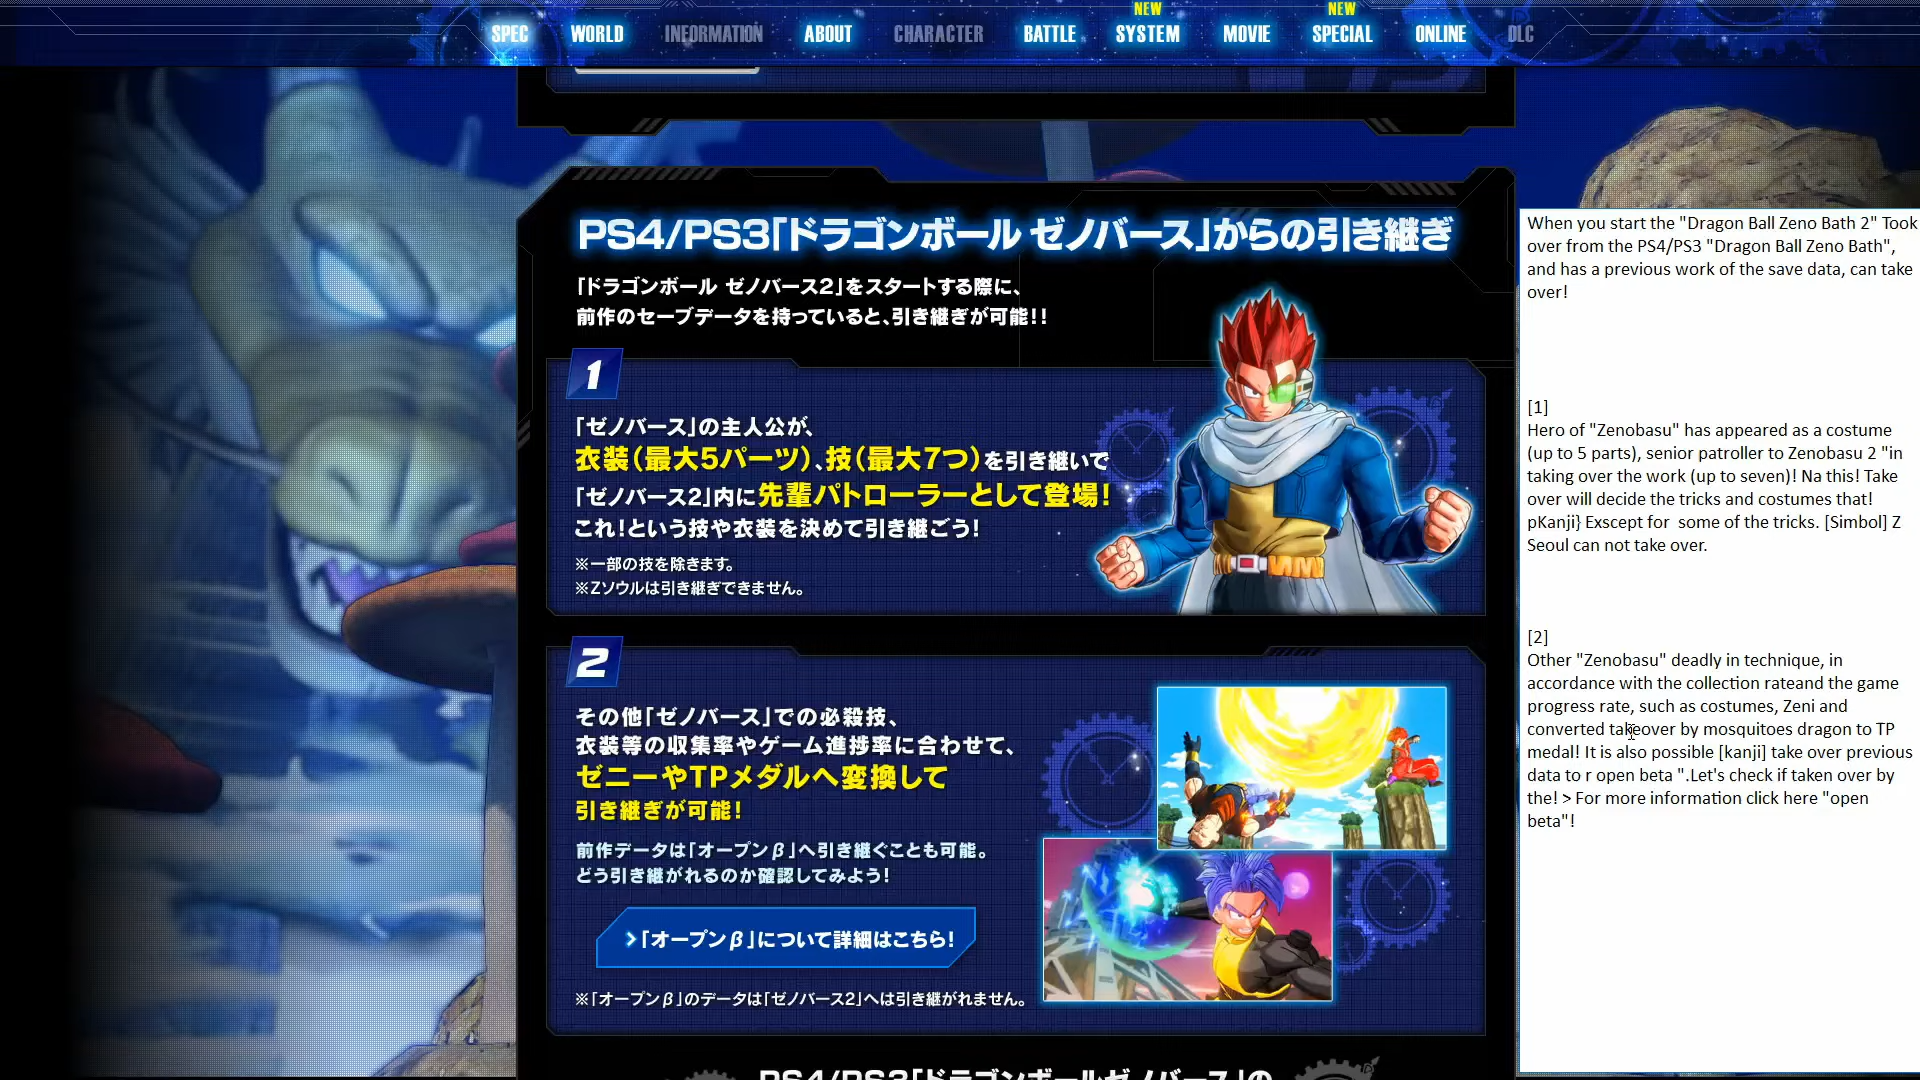 NEW
NEW
SPEC WORLD INFORMATION ABOUT CHARACTER BATTLE SYSTEM MOVIE SPECIAL ONLINE DLC
PS4/PS3「ドラゴンボール ゼノバース」からの引き継ぎ
「ドラゴンボール ゼノバース2」をスタートする際に、
前作のセーブデータを持っていると、引き継ぎが可能!!
1
「ゼノバース」の主人公が、
衣装(最大5パーツ)、技(最大7つ)を引き継いで
「ゼノバース2」内に先輩パトローラーとして登場!
これ!という技や衣装を決めて引き継ごう!
※一部の技を除きます。
※Zソウルは引き継ぎできません。
2
その他「ゼノバース」での必殺技、
衣装等の収集率やゲーム進捗率に合わせて、
ゼニーやTPメダルへ変換して
引き継ぎが可能!
前作データは「オープンβ」へ引き継ぐことも可能。
どう引き継がれるのか確認してみよう!
>「オープンβ」について詳細はこちら!
※「オープンβ」のデータは「ゼノバース2」へは引き継がれません。
PS4/PS3「ドラゴンボールゼノバース」の
When you start the "Dragon Ball Zeno Bath 2" Took
over from the PS4/PS3 "Dragon Ball Zeno Bath",
and has a previous work of the save data, can take
over!
[1]
Hero of "Zenobasu" has appeared as a costume
(up to 5 parts), senior patroller to Zenobasu 2 "in
taking over the work (up to seven)! Na this! Take
over will decide the tricks and costumes that!
pKanji} Exscept for  some of the tricks. [Simbol] Z
Seoul can not take over.
[2]
Other "Zenobasu" deadly in technique, in
accordance with the collection rateand the game
progress rate, such as costumes, Zeni and
converted takeover by mosquitoes dragon to TP
medal! It is also possible [kanji] take over previous
data to r open beta ".Let's check if taken over by
the! > For more information click here "open
beta"!